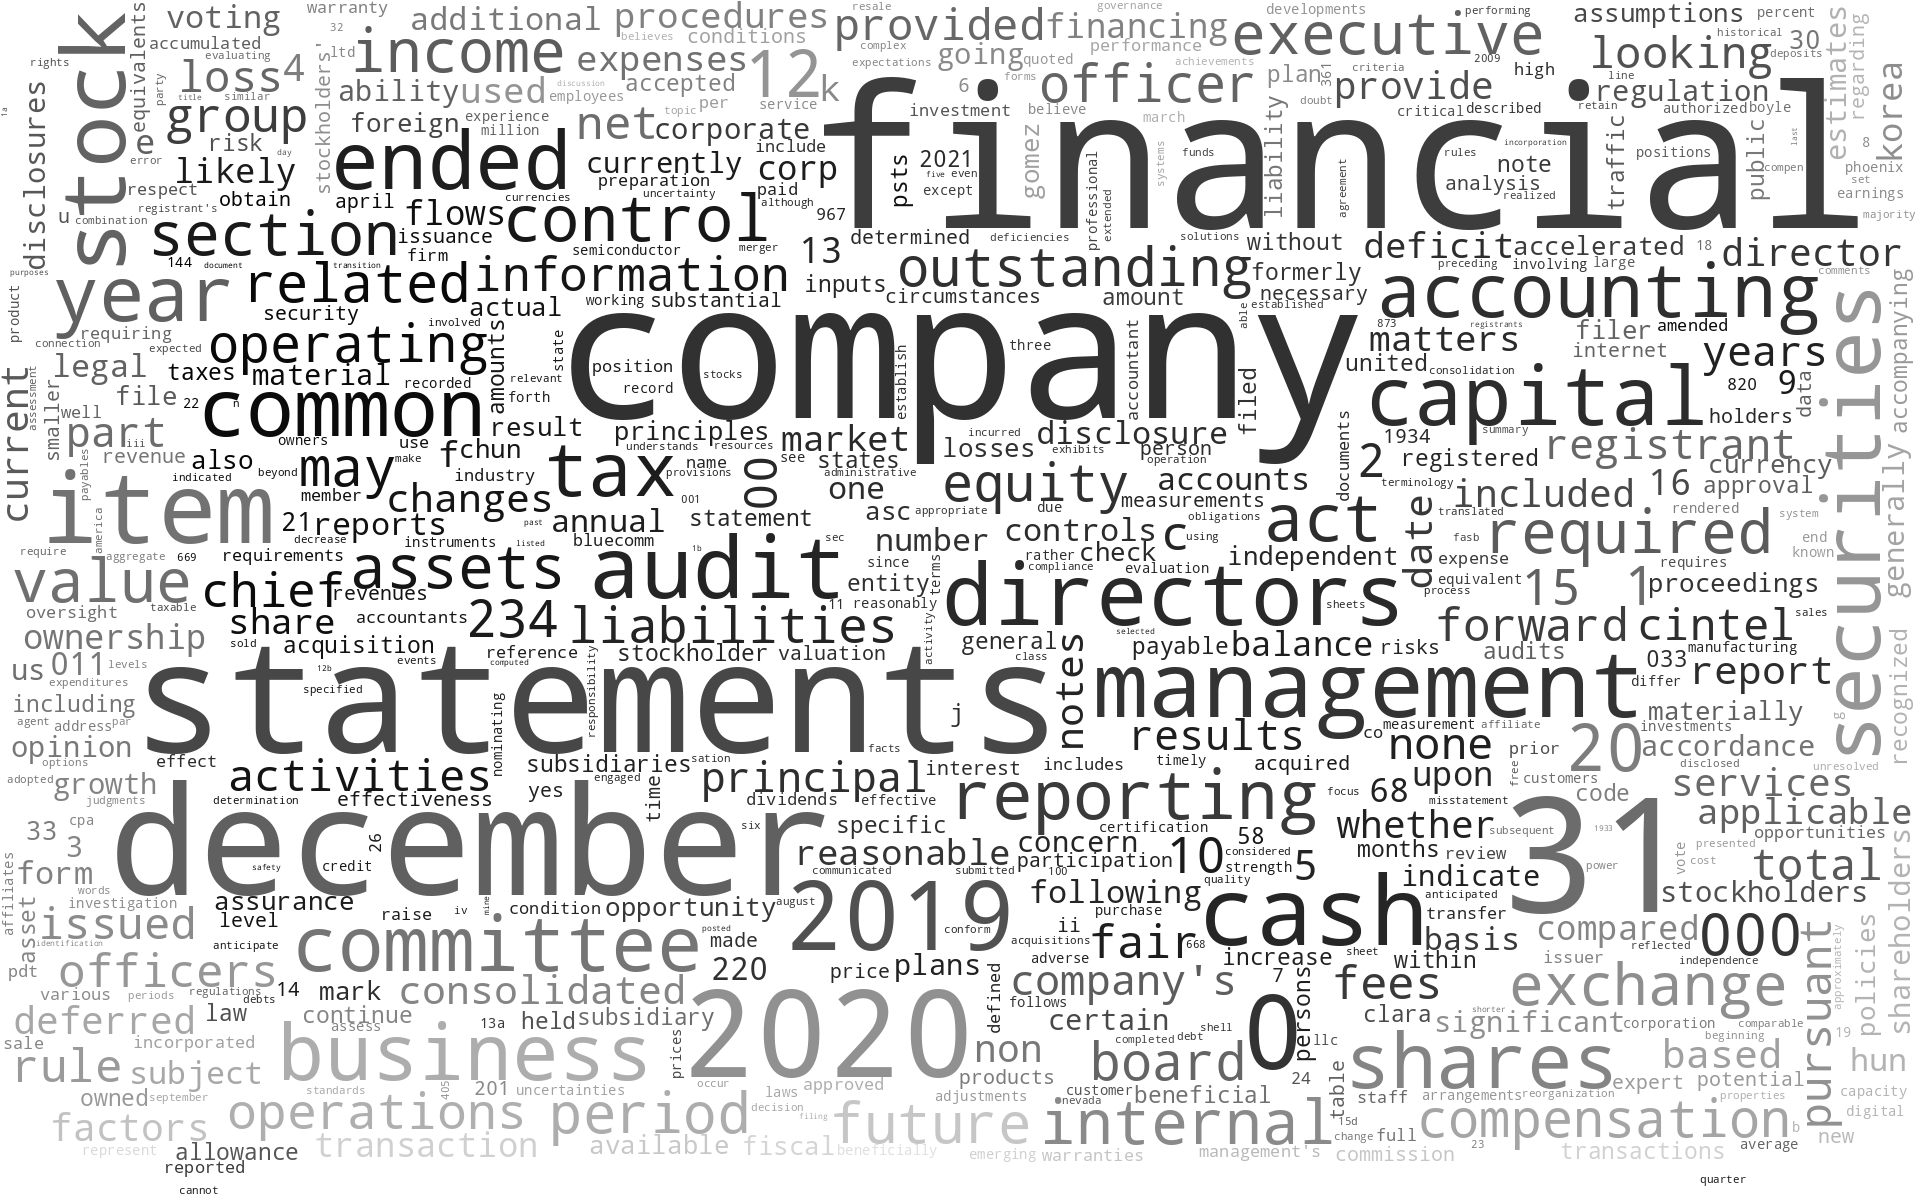 rights voting warranty additional procedures provided resale financing governance developments executive performing assumptions percent
accumulated evaluating 32 ltd income believes conditions complex going quoted performance officer plan 361 criteria 2009 high looking historical 30 deposits estimates regarding
stock equivalents party loss 4 title similar stockholders' expenses 12 k expectations 6 forms achievements provide line regulation korea
1a disclosures e group ability used discussion employees accepted per service investment believe doubt critical described retain authorized boyle
risk day foreign experience million net topic corporate include financial march liability traffic public positions 8
error likely ended currently preparation corp psts 2021 five even gomez systems funds professional agreement rules incorporation note analysis compen last phoenix
respect obtain april currencies uncertainty paid although except extended realized set earnings
u combination registrant's flows control 967 majority
section issuance firm semiconductor merger 13 determined deficiencies solutions without deficit accelerated 18 director
purposes 144 document transition related information inputs outstanding formerly preceding involving large comments
year security actual working substantial circumstances amount necessary established accounting
product requiring involved able 873 registrants filer amended
connection expected operating amounts state company three matters internet years
legal taxes material recorded relevant position stocks establish accountant united consolidation 820 9
current assessment smaller file 22 n common forth record filed capital data holders
well part iii owners use result principles market disclosure documents 1934 summary registrant securities generally accompanying
revenue also may make f chun understands resources losses incurred exhibits person operation 2 registered currency
item payables indicated beyond member industry tax provisions name see states administrative equity accounts terminology included 16 approval
changes 001 00 one measurements translated rendered
america 21 reports past annual statement asc appropriate due obligations act date required system
require aggregate 669 decrease requirements instruments listed bluecomm 1b sec number controls c using independent fasb end known
value chief assets audit since entity terms rather check compliance evaluation expense requires
oversight taxable revenues 11 reasonably directors sheets equivalent process 15 1 proceedings
ownership share accountants 234 liabilities activity general selected forward cintel sales
us 011 levels sold acquisition events reference computed stockholder valuation class notes payable balance risks audits 033 manufacturing
expenditures 12b specified responsibility statements management differ report recognized
including j materially
agent address par nominating facts co measurement affiliate g investments
opinion options effect subsidiaries sation results none prior 20 accordance
adopted growth activities engaged time principal interest includes timely acquired free customers disclosed unresolved
judgments determination effectiveness yes dividends effective reporting focus 68 upon misstatement code services
33 cpa december 26 six specific certification 58 whether subsequent 31 1933 applicable opportunities
3 safety credit reasonable concern participation 10 considered strength 5 months review power vote presented cost
affiliates form words communicated submitted 100 quality indicate total
investigation assurance mine 2019 following cash anticipated stockholders
asset issued level raise iv condition opportunity august conform purchase transfer compared 000 shareholders
identification anticipate committee posted made ii acquisitions fair 668 sheet basis reflected approximately
pdt officers 220 price plans adverse increase within issuer independence
various periods regulations debts 14 mark consolidated defined company's 7 fees exchange policies
deferred law continue assess 13a held subsidiary 2020 follows certain shell 0 persons clara shorter significant corporation comparable pursuant 19
sale incorporated business prices non completed debt llc beginning
rule subject occur products board 24 shares based hun
owned september standards 405 201 uncertainties laws approved adjustments customer beneficial table staff arrangements reorganization expert potential properties capacity
factors operations period decision filing future nevada internal 15d compensation b digital
represent transaction available fiscal beneficially emerging warranties management's change full commission 23 transactions average new
allowance
reported
cannot quarter